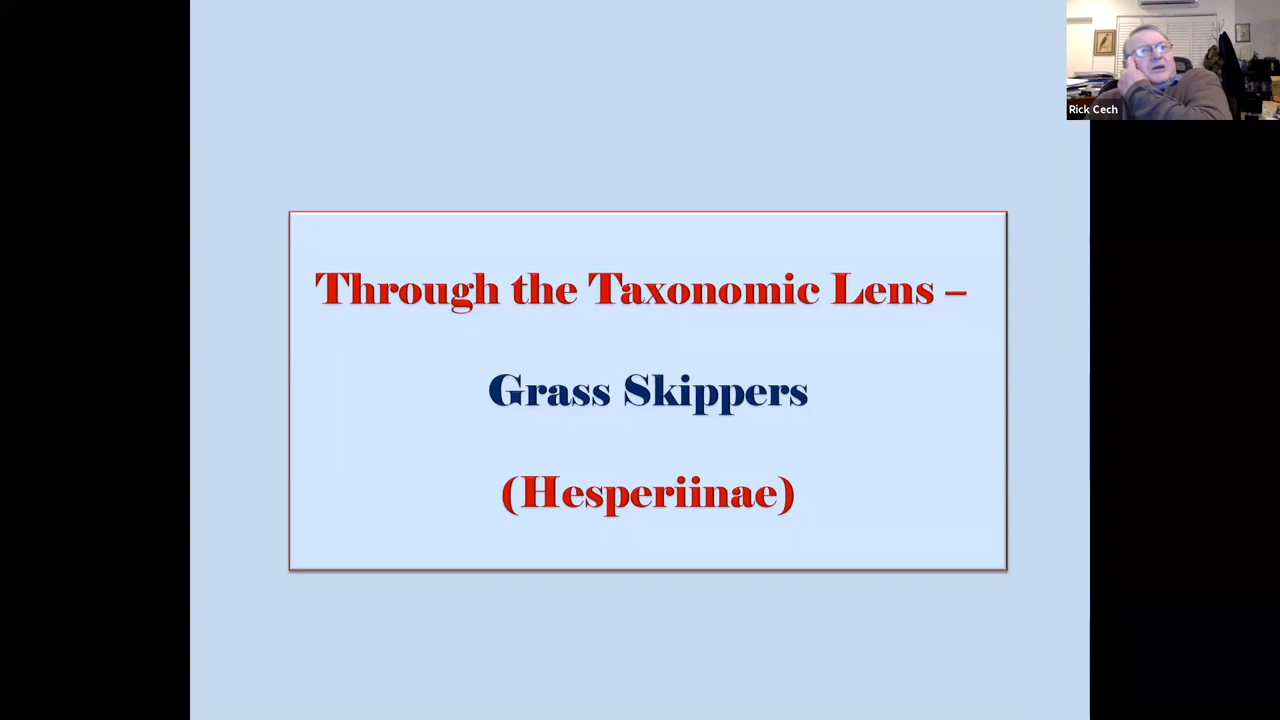 Through the Taxonomic Lens –
Grass Skippers
(Hesperiinae)
Rick Cech